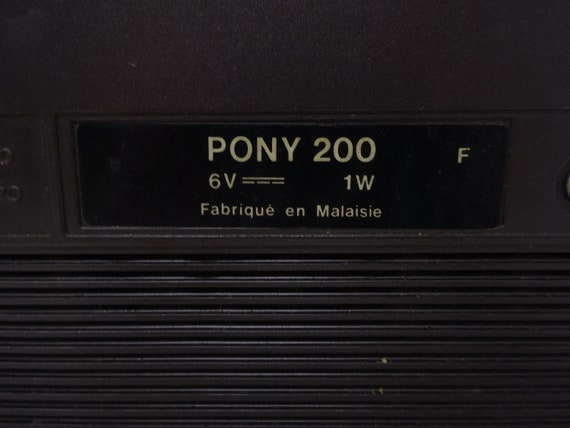 PONY 200
F
6V 1W
Fabriqué en Malaisie